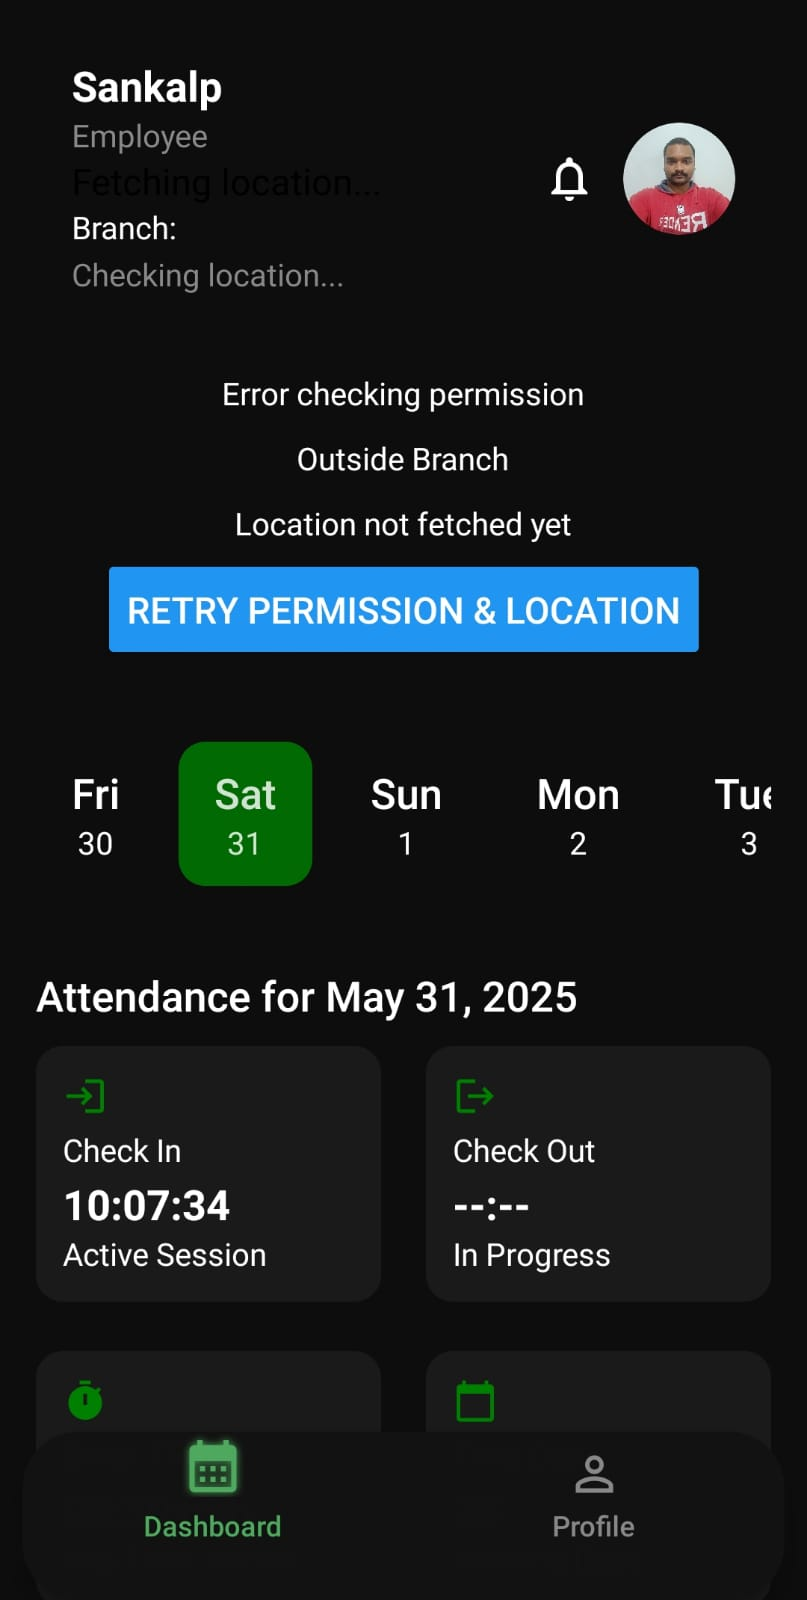 Sankalp
Employee
Fetching location...
Branch:
Checking location...
Error checking permission
Outside Branch
Location not fetched yet
RETRY PERMISSION & LOCATION
Fri
30
Sat
31
Sun
1
Mon
2
Tue
3
Attendance for May 31, 2025
Check In
10:07:34
Active Session
Check Out
--:--
In Progress
Dashboard
Profile